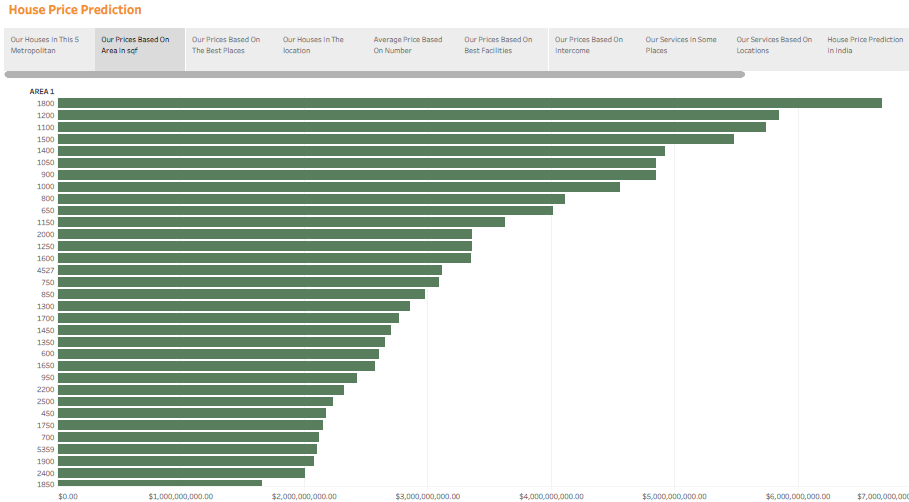 House Price Prediction
Our Houses In This 5
Metropolitan
Our Prices Based On
Area In sqf
Our Prices Based On
The Best Places
Our Houses In The
location
Average Price Based
On Number
Our Prices Based On
Best Facilities
Our Prices Based On
Intercome
Our Services In Some
Places
Our Services Based On
Locations
House Price Prediction
In India
AREA 1
1800
1200
1100
1500
1400
1050
900
1000
800
650
1150
2000
1250
1600
4527
750
850
1300
1700
1450
1350
600
1650
950
2200
2500
450
1750
700
5359
1900
2400
1850
$0.00 $1,000,000,000.00 $2,000,000,000.00 $3,000,000,000.00 $4,000,000,000.00 $5,000,000,000.00 $6,000,000,000.00 $7,000,000,00